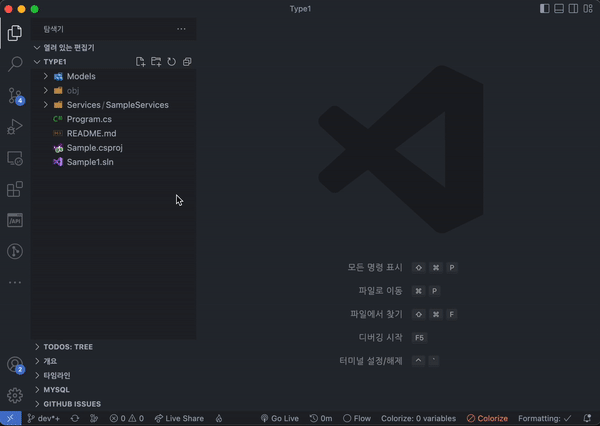 Type1
탐색기
열려 있는 편집기
TYPE1
Models
obj
Services / SampleServices
C# Program.cs
README.md
Sample.csproj
Sample1.sln
모든 명령 표시 ⇧ ⌘ P
파일로 이동 ⌘ P
파일에서 찾기 ⇧ ⌘ F
디버깅 시작 F5
터미널 설정/해제 ^ `
TODOS: TREE
개요
타임라인
MYSQL
GITHUB ISSUES
4
/API
2
dev*+ 0 0 Live Share Go Live 0m Flow Colorize: 0 variables Colorize Formatting: ✓